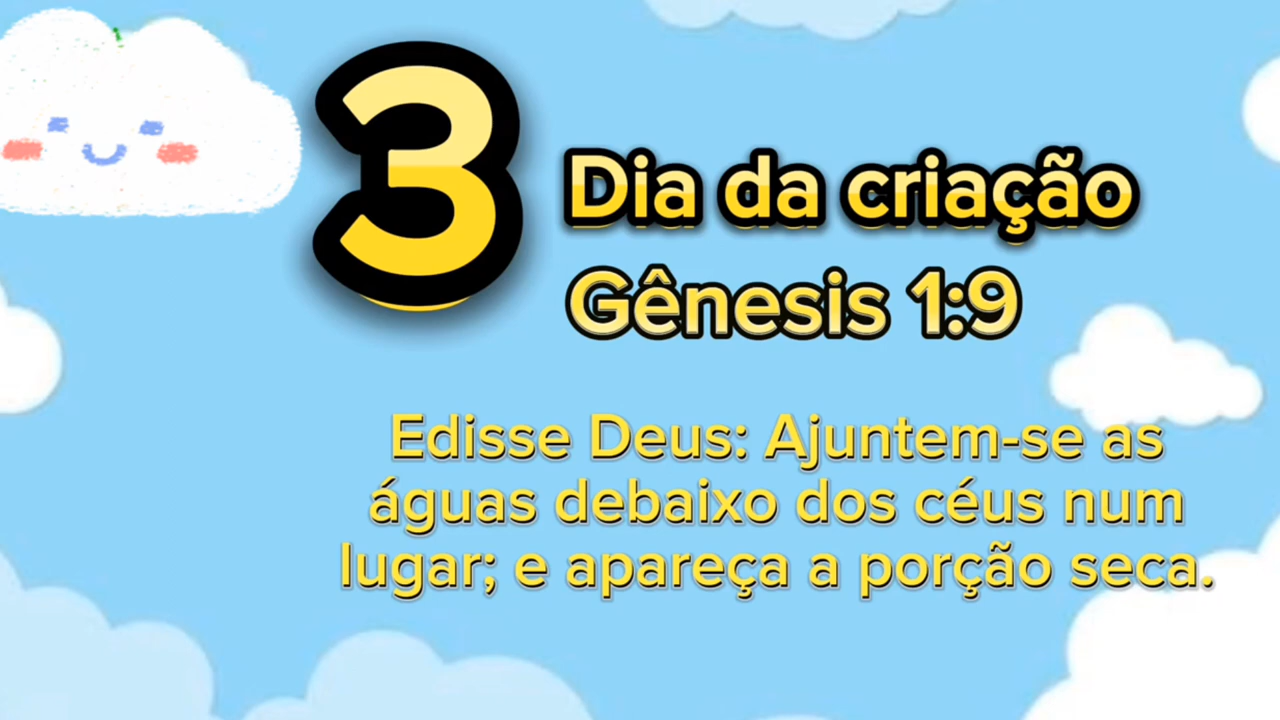 3
Dia da criação
Gênesis 1:9
Edisse Deus: Ajuntem-se as
águas debaixo dos céus num
lugar; e apareça a porção seca.